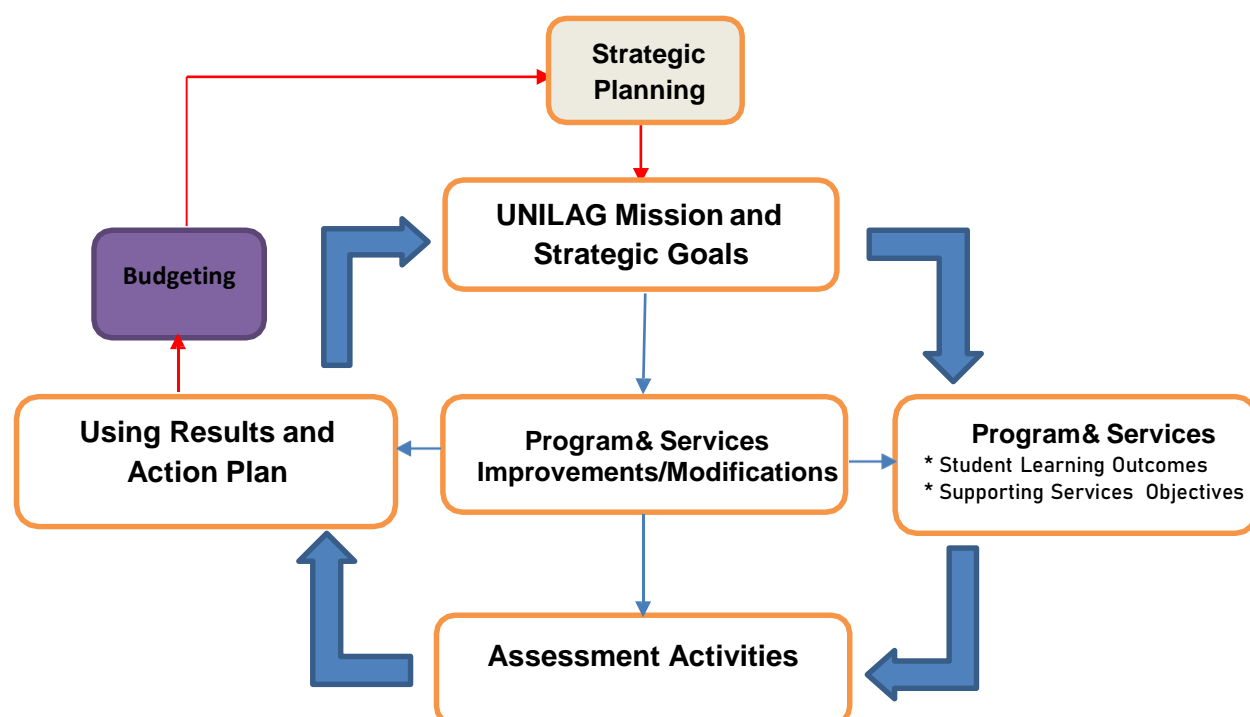 Strategic
Planning
UNILAG Mission and
Strategic Goals
Budgeting
Using Results and
Action Plan
Program& Services
Improvements/Modifications
Program& Services
* Student Learning Outcomes
* Supporting Services Objectives
Assessment Activities